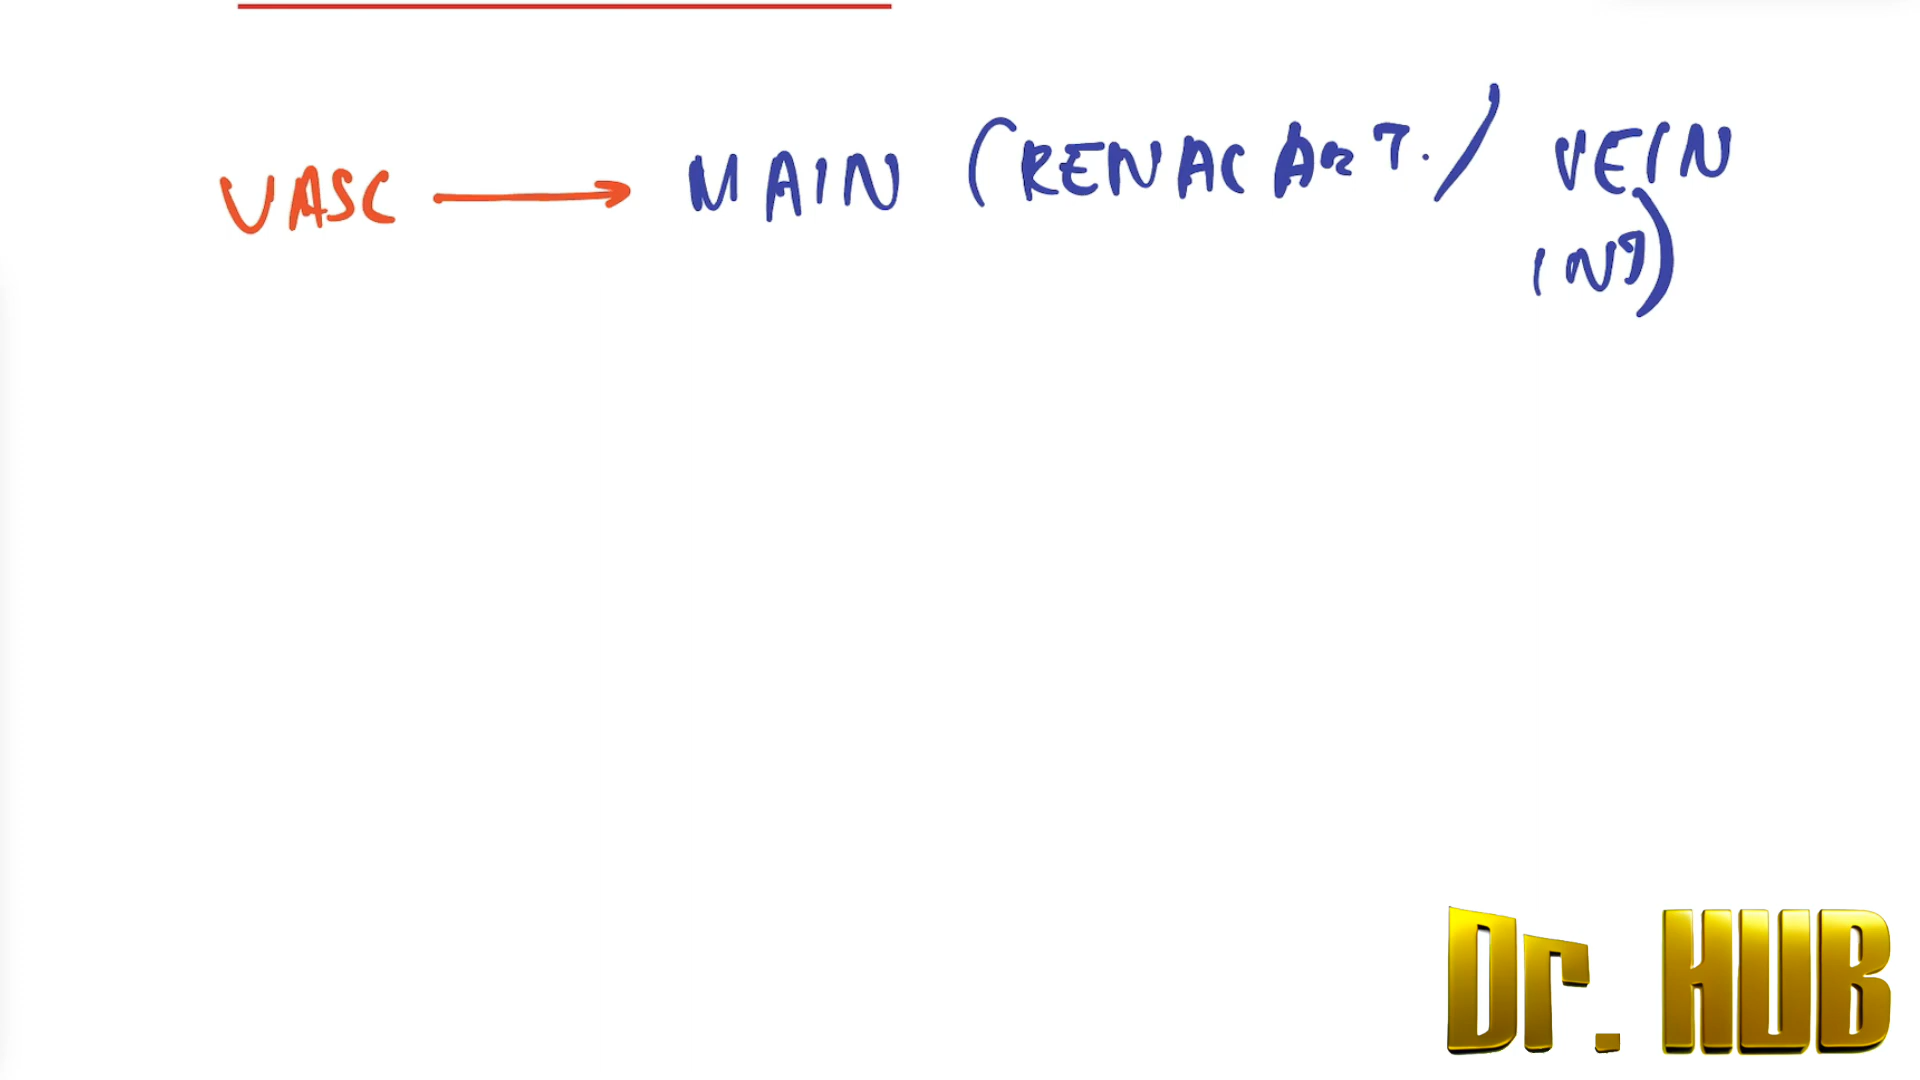 VASC → MAIN (RENAL ART. / VEIN
INJ)
Dr. HUB